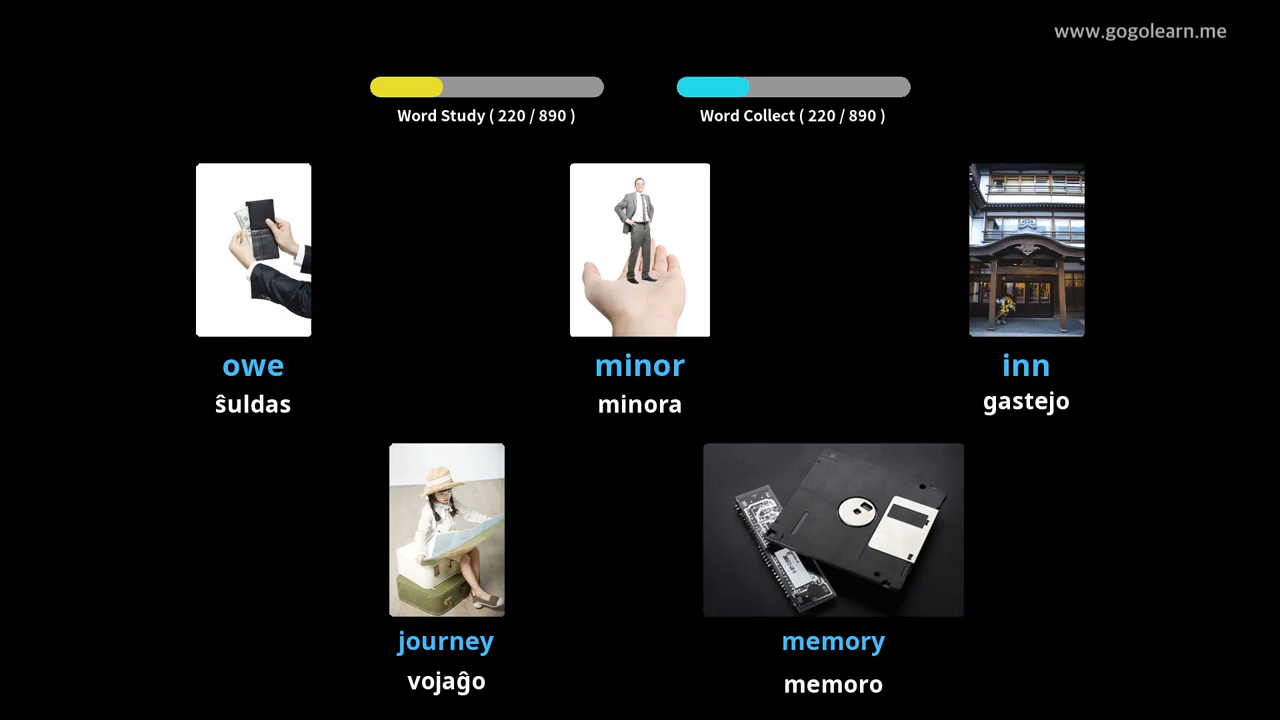 www.gogolearn.me
Word Study ( 220 / 890 )
Word Collect ( 220 / 890 )
owe
ŝuldas
minor
minora
inn
gastejo
journey
vojaĝo
memory
memoro